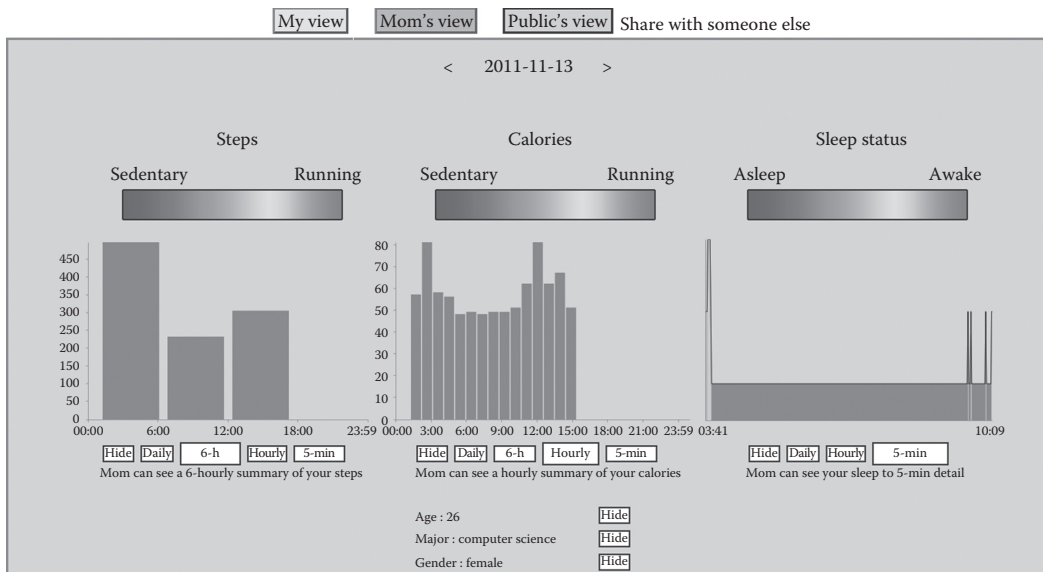 My view Mom's view Public's view Share with someone else
< 2011-11-13 >
Steps Calories Sleep status
Sedentary Running Sedentary Running Asleep Awake
450
400
350
300
250
200
150
100
50
0
00:00 6:00 12:00 18:00 23:59
80
70
60
50
40
30
20
10
0
00:00 3:00 6:00 9:00 12:00 15:00 18:00 21:00 23:59
03:41 10:09
Hide Daily 6-h Hourly 5-min
Mom can see a 6-hourly summary of your steps
Hide Daily 6-h Hourly 5-min
Mom can see a hourly summary of your calories
Hide Daily Hourly 5-min
Mom can see your sleep to 5-min detail
Age : 26 Hide
Major : computer science Hide
Gender : female Hide